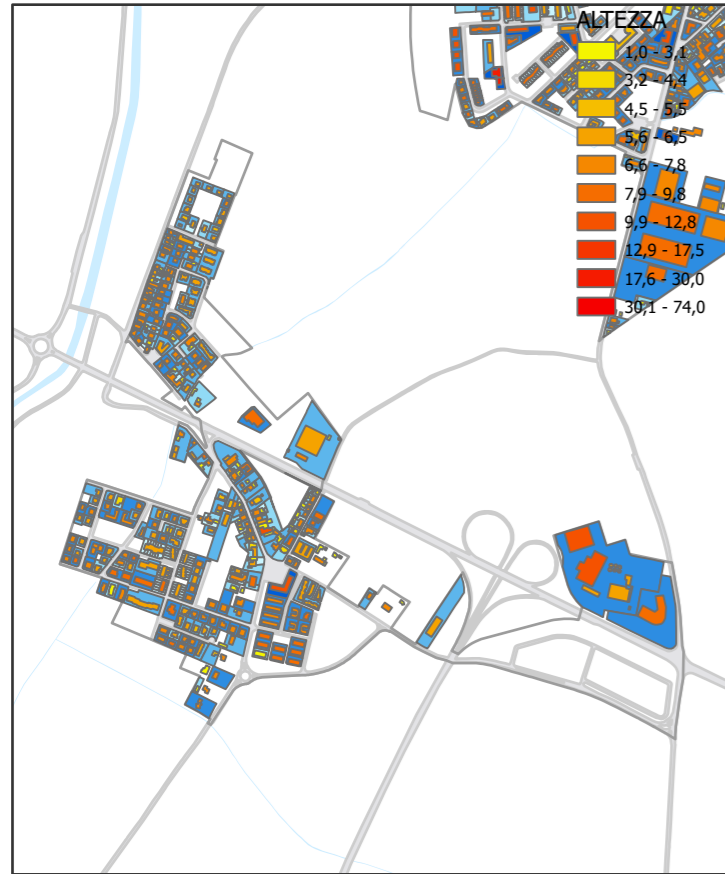 ALTEZZA
1,0 - 3,1
3,2 - 4,4
4,5 - 5,5
5,6 - 6,5
6,6 - 7,8
7,9 - 9,8
9,9 - 12,8
12,9 - 17,5
17,6 - 30,0
30,1 - 74,0